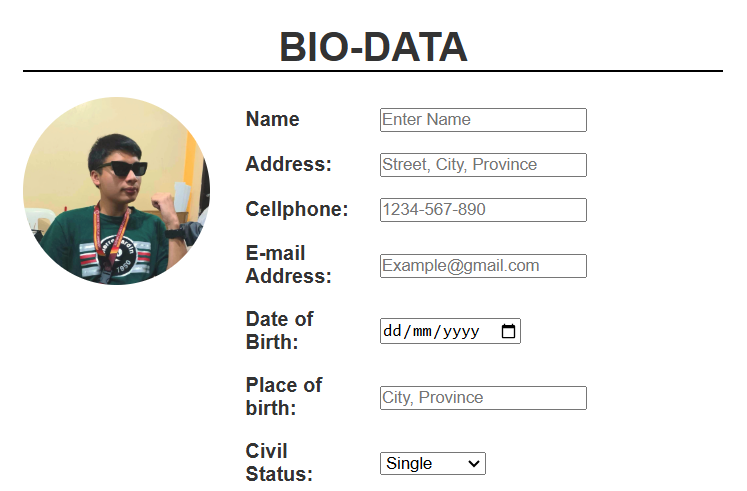 BIO-DATA
Name
Enter Name
Address:
Street, City, Province
Cellphone:
1234-567-890
E-mail
Address:
Example@gmail.com
Date of
Birth:
dd/mm/yyyy
Place of
birth:
City, Province
Civil
Status:
Single
1990